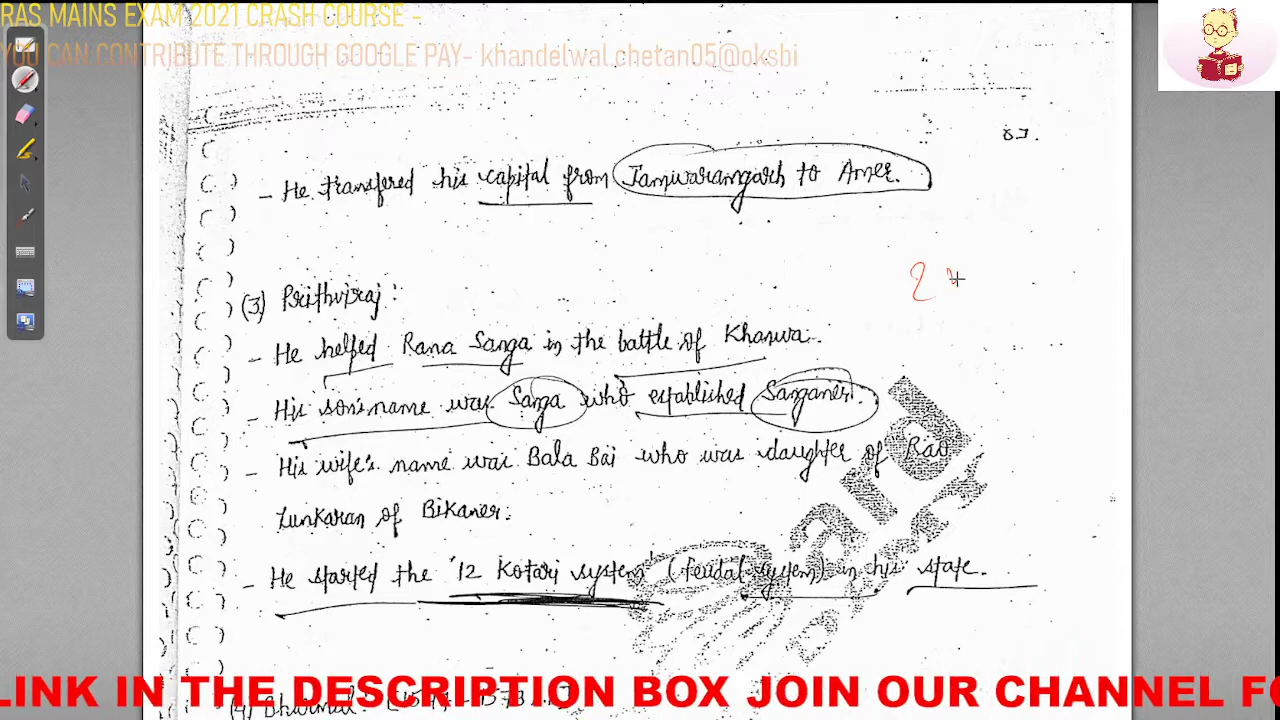 RAS MAINS EXAM 2021 CRASH COURSE -
YOU CAN CONTRIBUTE THROUGH GOOGLE PAY- khandelwal.chetan05@oksbi
- He transfered his capital from Jamwaramgarh to Amer.
(3) Prithviraj :
- He helped Rana Sanga in the battle of Khanwa.
- His son's name was Sanga who established Sanganer.
- His wife's name was Bala Bai who was daughter of Rao
Lunkaran of Bikaner.
- He started the '12 Kotari system' (feudal system) in his state.
(4) Bharmal :
LINK IN THE DESCRIPTION BOX JOIN OUR CHANNEL FO